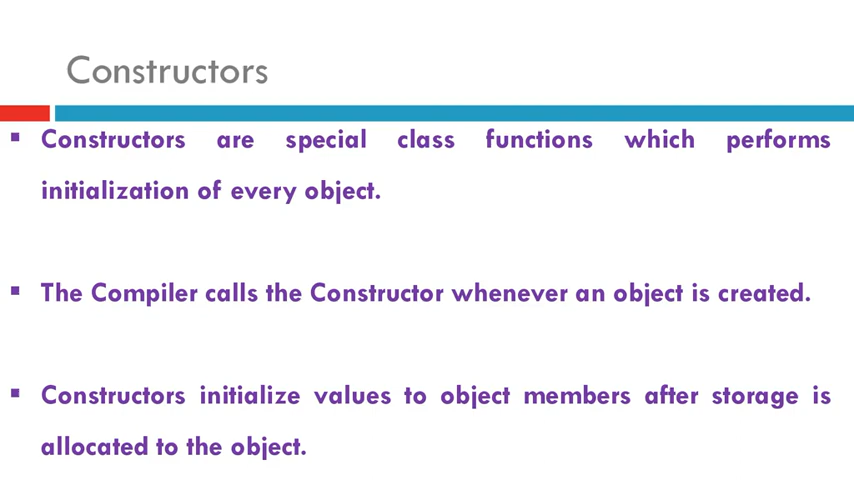 Constructors
▪ Constructors are special class functions which performs
initialization of every object.
▪ The Compiler calls the Constructor whenever an object is created.
▪ Constructors initialize values to object members after storage is
allocated to the object.